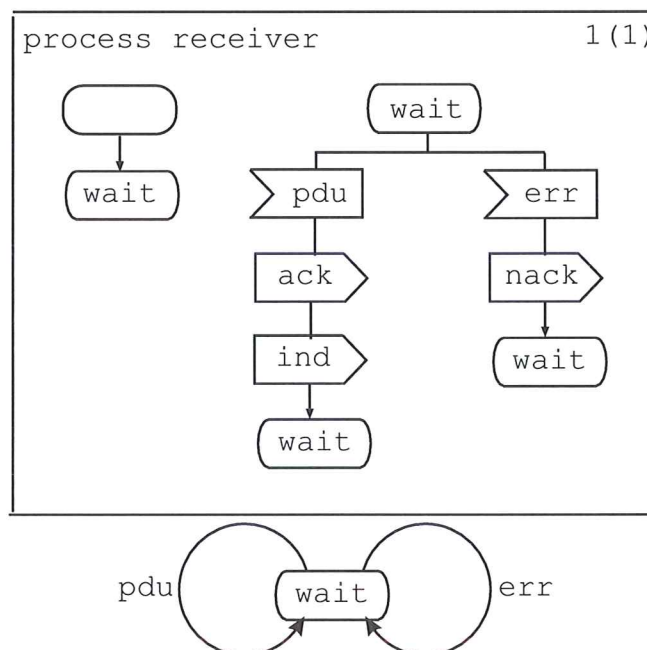 process receiver 1(1)
wait
wait
pdu err
ack nack
ind wait
wait
pdu wait err